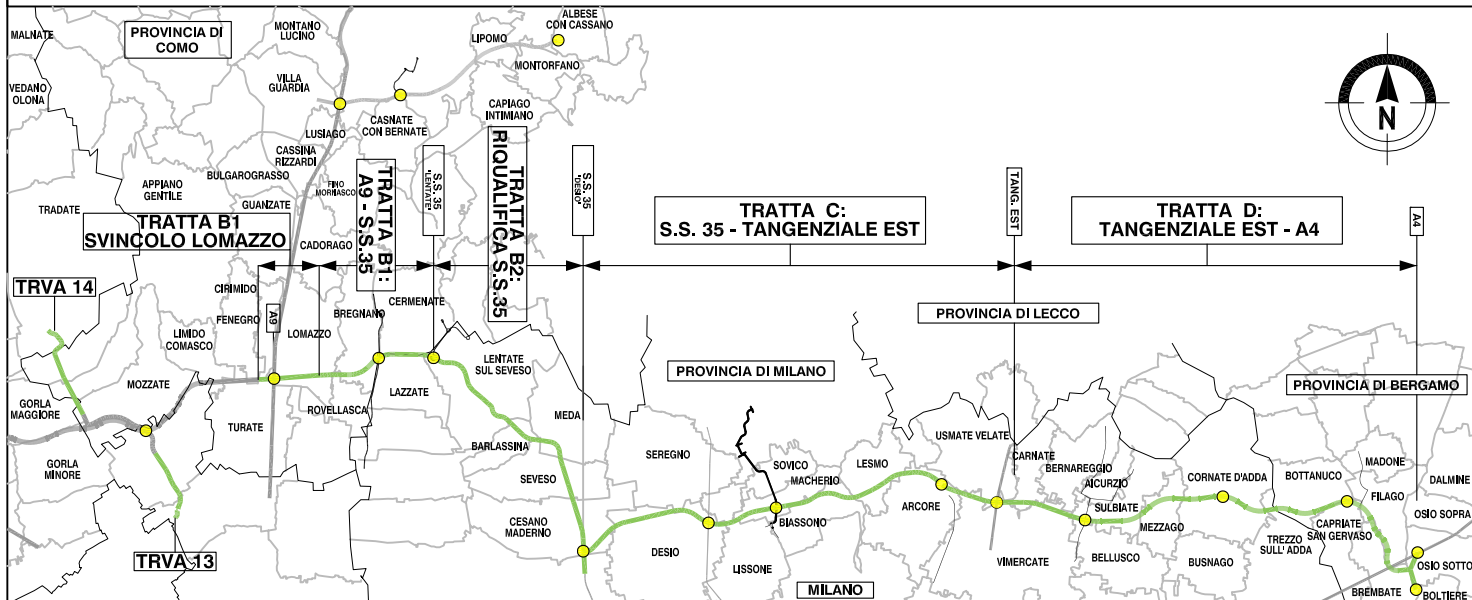 MALNATE
PROVINCIA DI
COMO
MONTANO
LUCINO
ALBESE
CON CASSANO
LIPOMO
MONTORFANO
VEDANO
OLONA
VILLA
GUARDIA
CAPIAGO
INTIMIANO
CASNATE
CON BERNATE
LUSIAGO
CASSINA
RIZZARDI
BULGAROGRASSO
FINO
MORNASCO
APPIANO
GENTILE
GUANZATE
TRADATE
CADORAGO
N
TRATTA B1
SVINCOLO LOMAZZO
TRATTA B1:
A9 - S.S.35
S.S. 35
"LENTATE"
TRATTA B2:
RIQUALIFICA S.S.35
S.S. 35
"DESIO"
TRATTA C:
S.S. 35 - TANGENZIALE EST
TANG. EST
TRATTA D:
TANGENZIALE EST - A4
A4
TRVA 14
CIRIMIDO
FENEGRO
A9
LOMAZZO
BREGNANO
CERMENATE
LIMIDO
COMASCO
MOZZATE
GORLA
MAGGIORE
TURATE
ROVELLASCA
LAZZATE
LENTATE
SUL SEVESO
MEDA
BARLASSINA
SEVESO
CESANO
MADERNO
GORLA
MINORE
TRVA 13
PROVINCIA DI MILANO
PROVINCIA DI LECCO
PROVINCIA DI BERGAMO
SEREGNO
SOVICO
MACHERIO
LESMO
USMATE VELATE
CARNATE
BERNAREGGIO
AICURZIO
SULBIATE
CORNATE D'ADDA
BOTTANUCO
MADONE
DALMINE
FILAGO
OSIO SOPRA
ARCORE
BIASSONO
MEZZAGO
CAPRIATE
SAN GERVASO
TREZZO
SULL' ADDA
DESIO
LISSONE
VIMERCATE
BELLUSCO
BUSNAGO
OSIO SOTTO
BREMBATE
BOLTIERE
MILANO